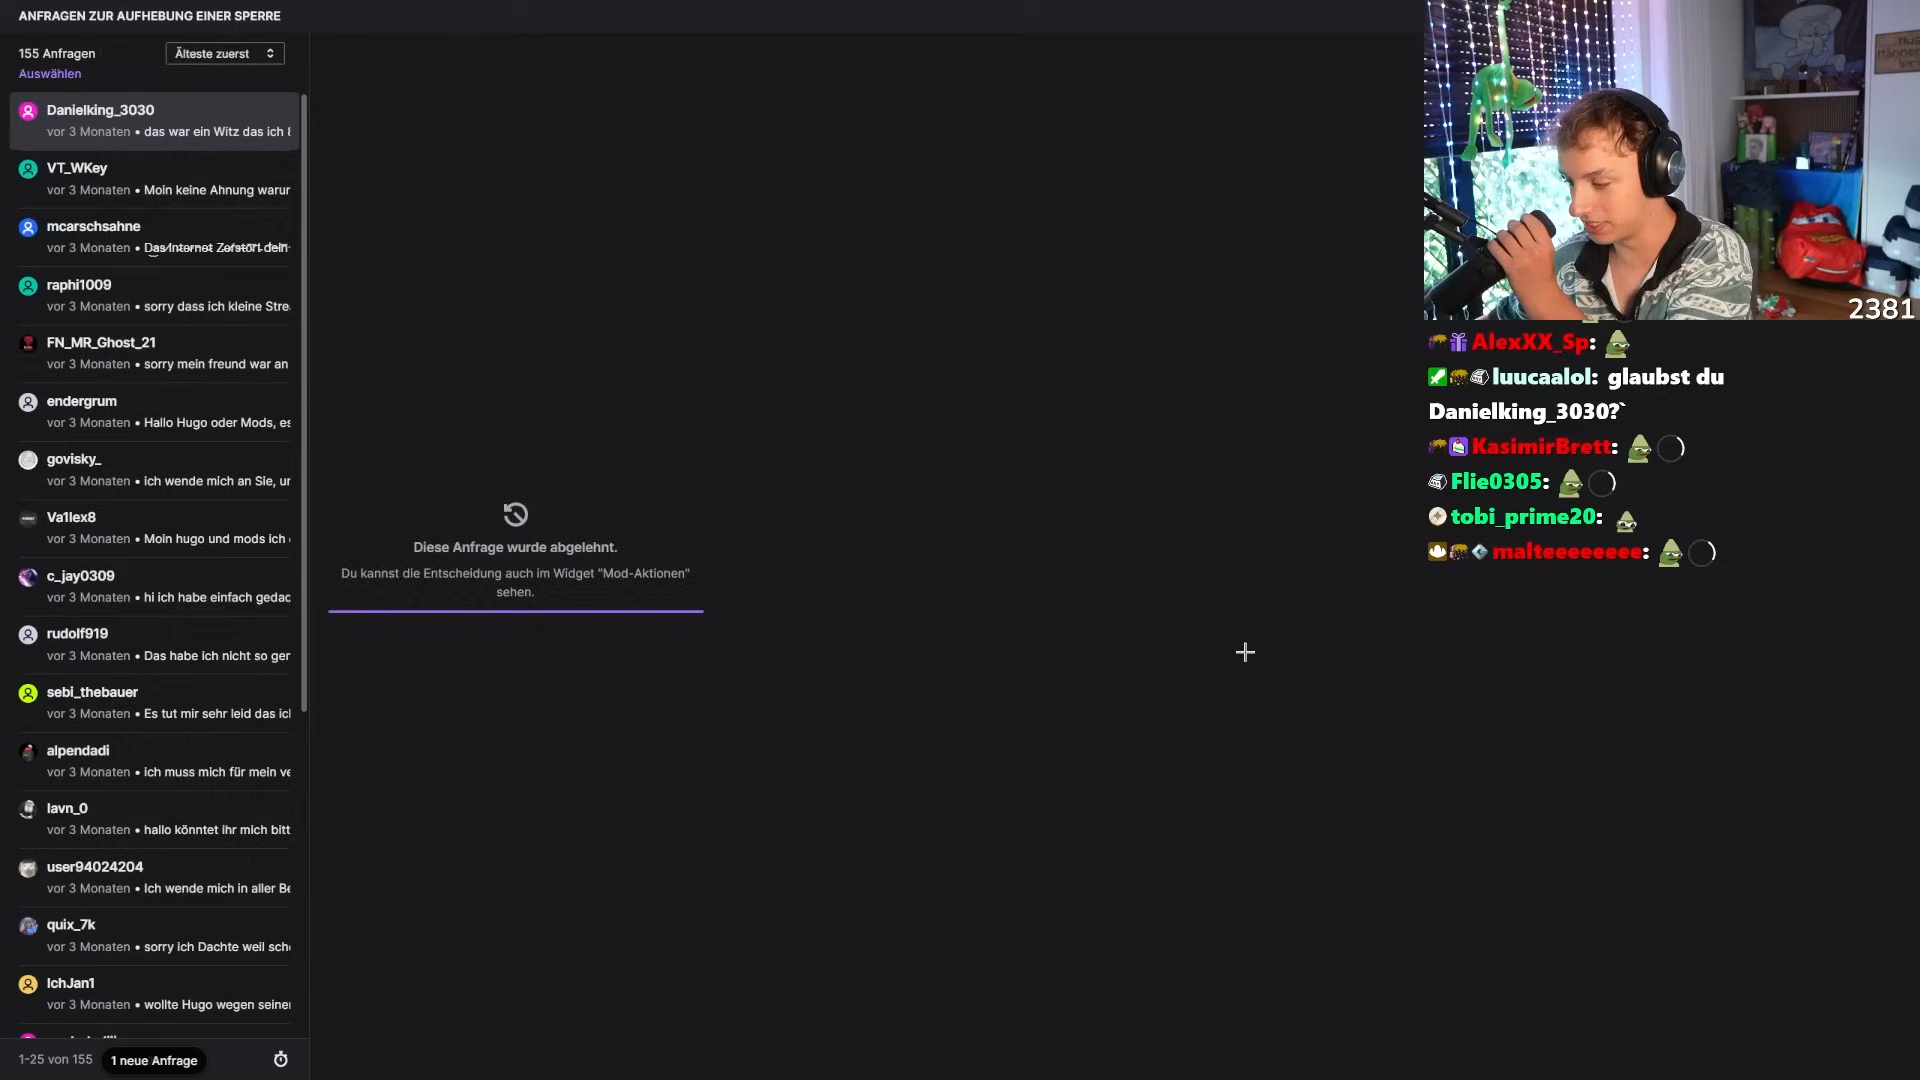 ANFRAGEN ZUR AUFHEBUNG EINER SPERRE
155 Anfragen
Älteste zuerst
Auswählen
Danielking_3030
vor 3 Monaten • das war ein Witz das ich
VT_WKey
vor 3 Monaten • Moin keine Ahnung warur
mcarschsahne
vor 3 Monaten • Das Internet Zerstört dein
raphi1009
vor 3 Monaten • sorry dass ich kleine Stre
FN_MR_Ghost_21
vor 3 Monaten • sorry mein freund war an
endergrum
vor 3 Monaten • Hallo Hugo oder Mods, es
govisky_
vor 3 Monaten • ich wende mich an Sie, ur
Va1lex8
vor 3 Monaten • Moin hugo und mods ich
c_jay0309
vor 3 Monaten • hi ich habe einfach gedac
rudolf919
vor 3 Monaten • Das habe ich nicht so ger
sebi_thebauer
vor 3 Monaten • Es tut mir sehr leid das icl
alpendadi
vor 3 Monaten • ich muss mich für mein ve
lavn_0
vor 3 Monaten • hallo könntet ihr mich bitt
user94024204
vor 3 Monaten • Ich wende mich in aller Be
quix_7k
vor 3 Monaten • sorry ich Dachte weil sch
IchJan1
vor 3 Monaten • wollte Hugo wegen seiner
1-25 von 155
1 neue Anfrage
Diese Anfrage wurde abgelehnt.
Du kannst die Entscheidung auch im Widget "Mod-Aktionen"
sehen.
2381
AlexXX_Sp:
luucaalol: glaubst du
Danielking_3030?`
KasimirBrett:
Flie0305:
tobi_prime20:
malteeeeeeee: